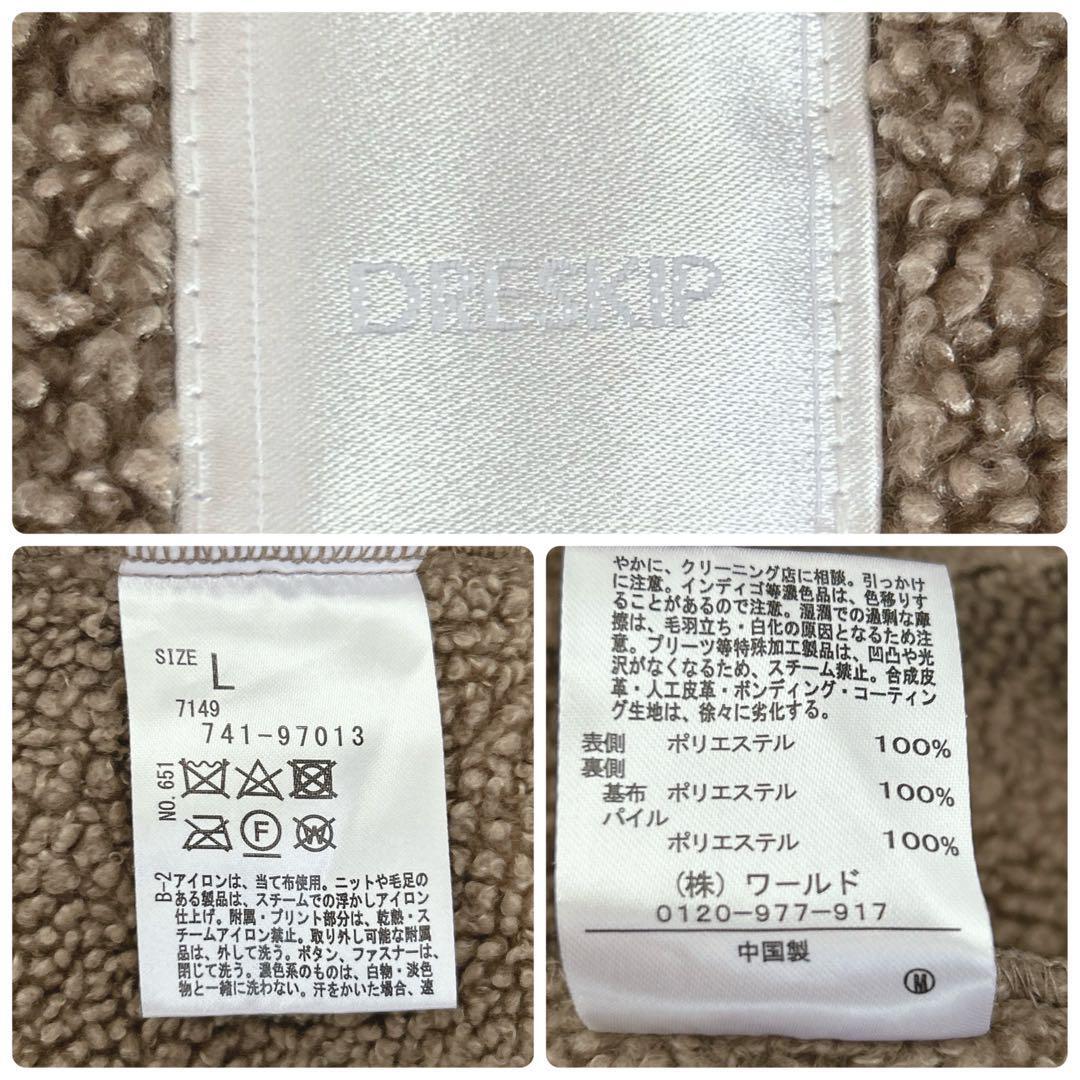 DRESKIP
SIZE L
7149
741-97013
NO. 651
F
W
B-2
アイロンは、当て布使用。ニットや毛足の
ある製品は、スチームでの浮かしアイロン
仕上げ。附属・プリント部分は、乾熱・ス
チームアイロン禁止。取り外し可能な附属
品は、外して洗う。ボタン、ファスナーは、
閉じて洗う。濃色系のものは、白物・淡色
物と一緒に洗わない。汗をかいた場合、速
やかに、クリーニング店に相談。引っかけ
に注意。インディゴ等濃色品は、色移りす
ることがあるので注意。湿潤での過剰な摩
擦は、毛羽立ち・白化の原因となるため注
意。プリーツ等特殊加工製品は、凹凸や光
沢がなくなるため、スチーム禁止。合成皮
革・人工皮革・ボンディング・コーティン
グ生地は、徐々に劣化する。
表側 ポリエステル 100%
裏側
基布 ポリエステル 100%
パイル
ポリエステル 100%
(株) ワールド
0120-977-917
中国製
M